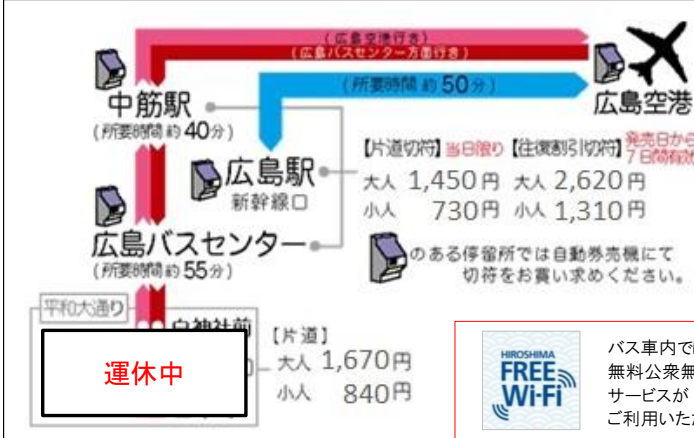 (広島空港行き)
(広島バスセンター方面行き)
(所要時間 約50分)
広島空港
中筋駅
(所要時間 約40分)
【片道切符】当日限り 【往復割引切符】発売日から
7日間有効
広島駅
新幹線口
大人 1,450円 大人 2,620円
小人 730円 小人 1,310円
広島バスセンター
(所要時間 約55分)
のある停留所では自動券売機にて
切符をお買い求めください。
平和大通り
白神社前
【片道】
運休中
大人 1,670円
小人 840円
HIROSHIMA
FREE
Wi-Fi
バス車内で
無料公衆無
サービスが
ご利用いた